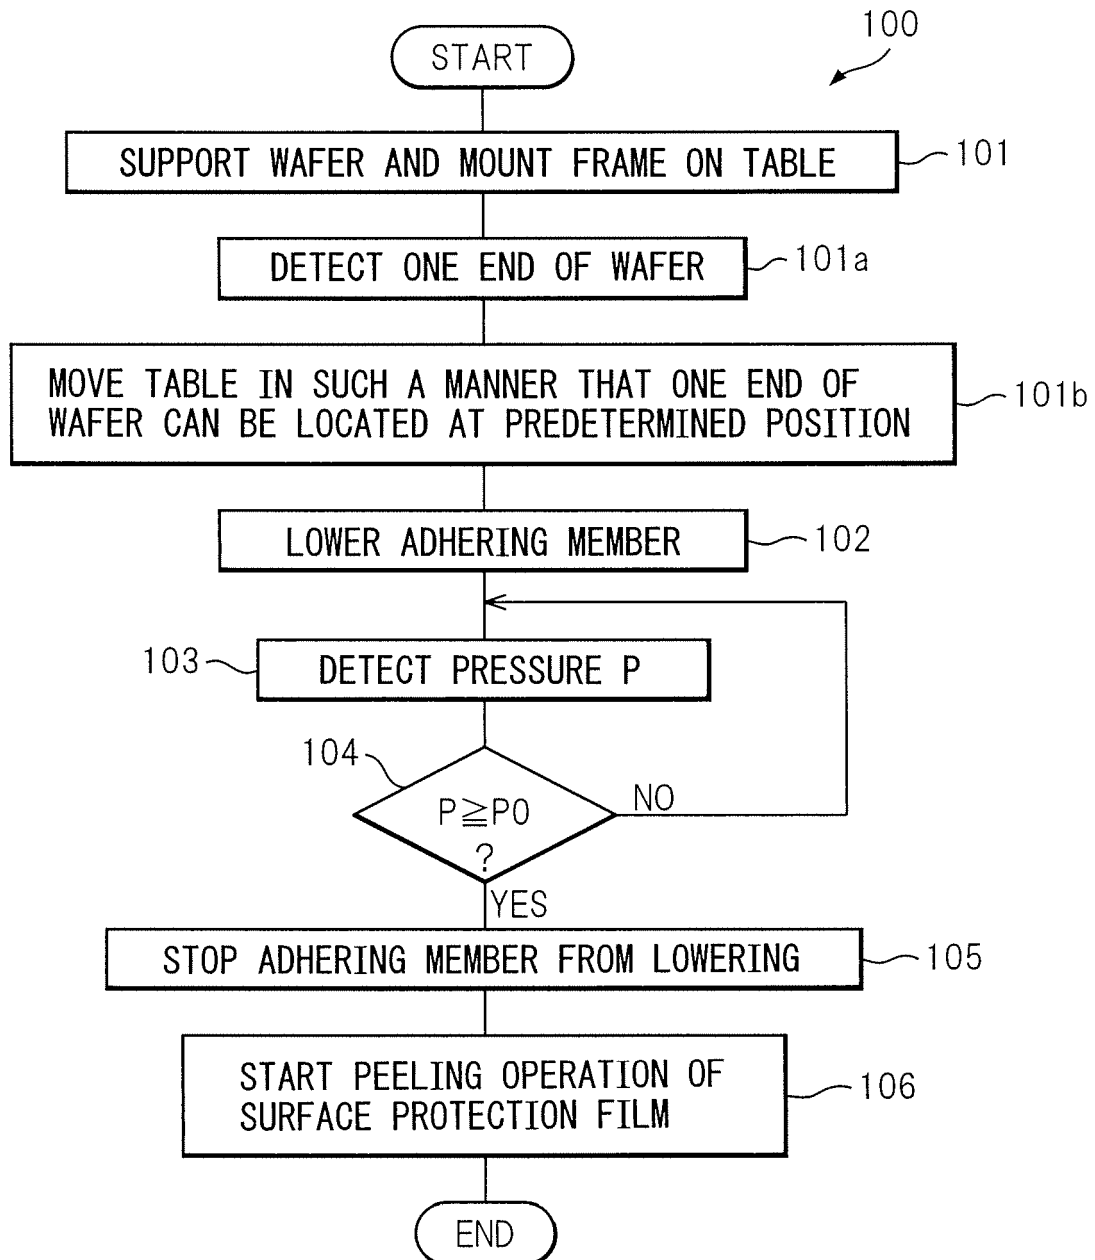 100
START
SUPPORT WAFER AND MOUNT FRAME ON TABLE
101
DETECT ONE END OF WAFER
101a
MOVE TABLE IN SUCH A MANNER THAT ONE END OF
WAFER CAN BE LOCATED AT PREDETERMINED POSITION
101b
LOWER ADHERING MEMBER
102
103
DETECT PRESSURE P
104
P≧P0
?
NO
YES
STOP ADHERING MEMBER FROM LOWERING
105
START PEELING OPERATION OF
SURFACE PROTECTION FILM
106
END